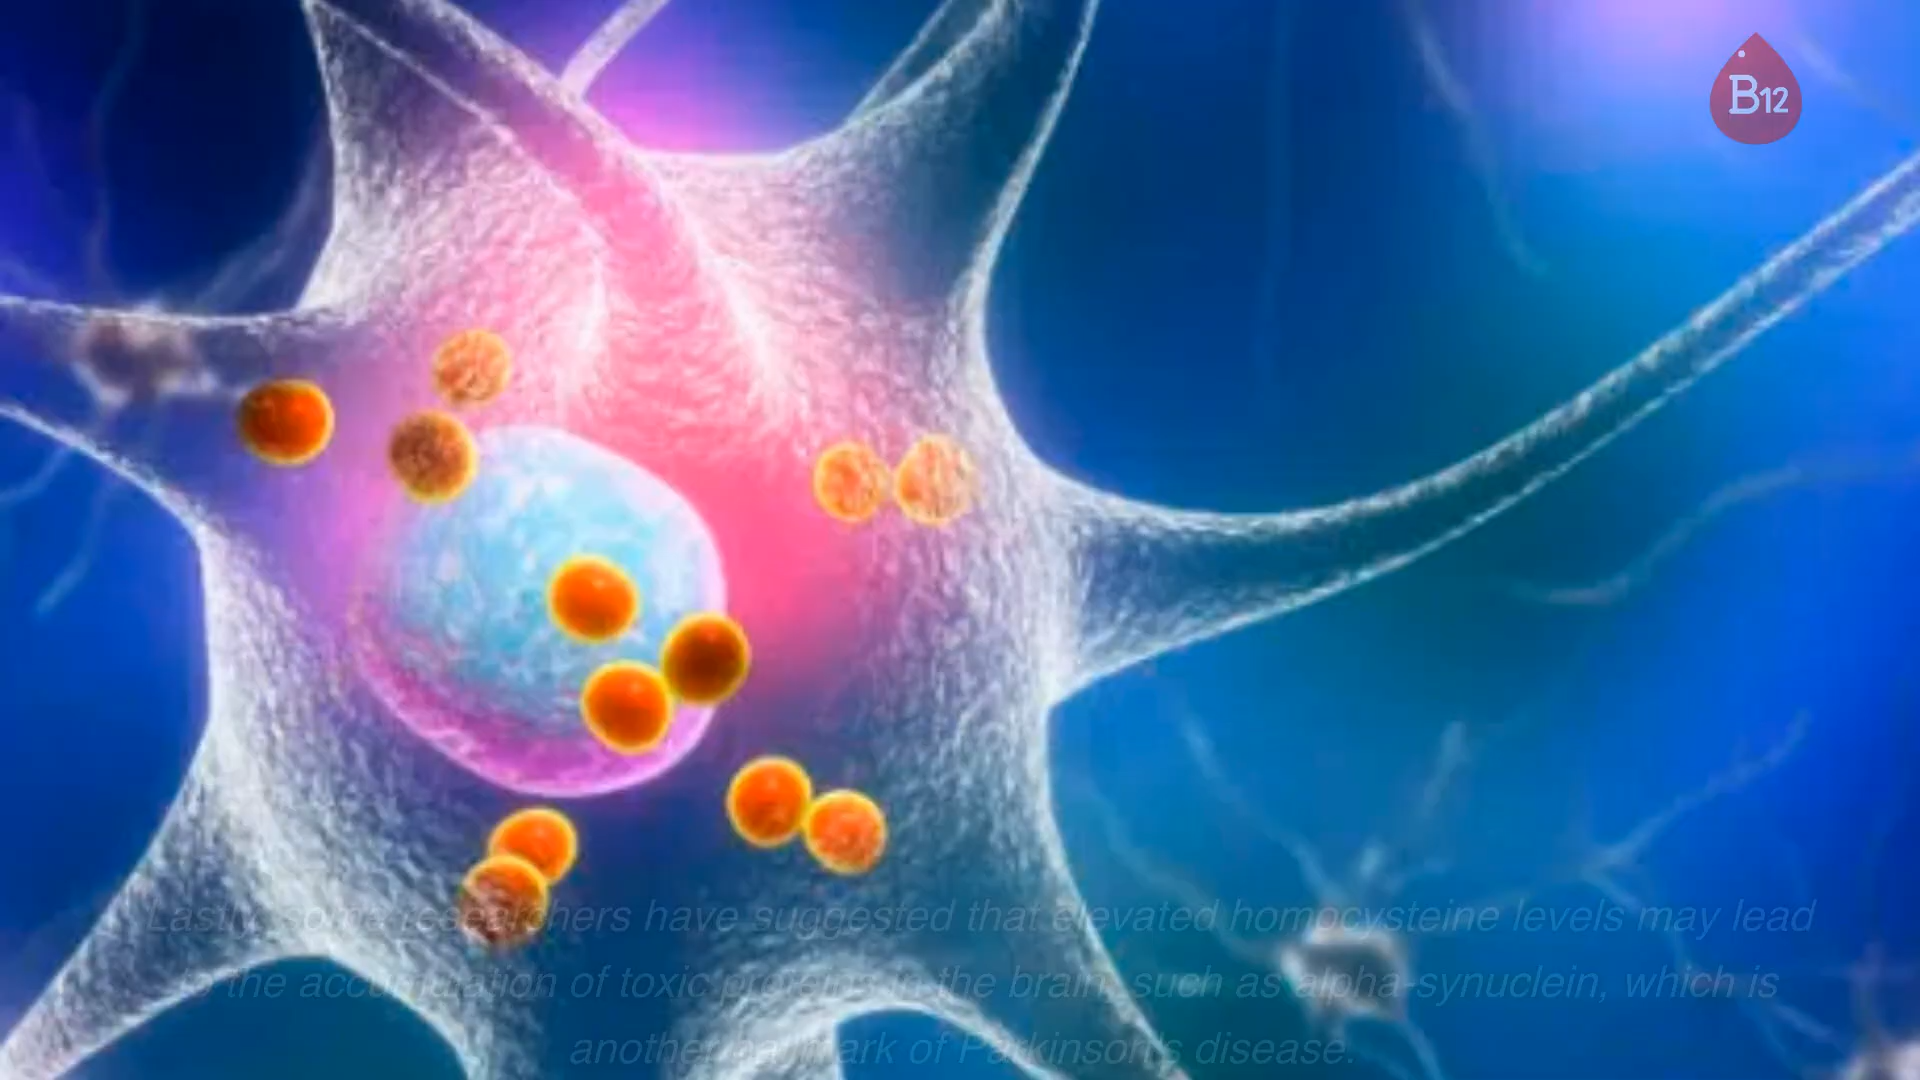 B12
Lastly, some researchers have suggested that elevated homocysteine levels may lead
to the accumulation of toxic proteins in the brain, such as alpha-synuclein, which is
another hallmark of Parkinson's disease.